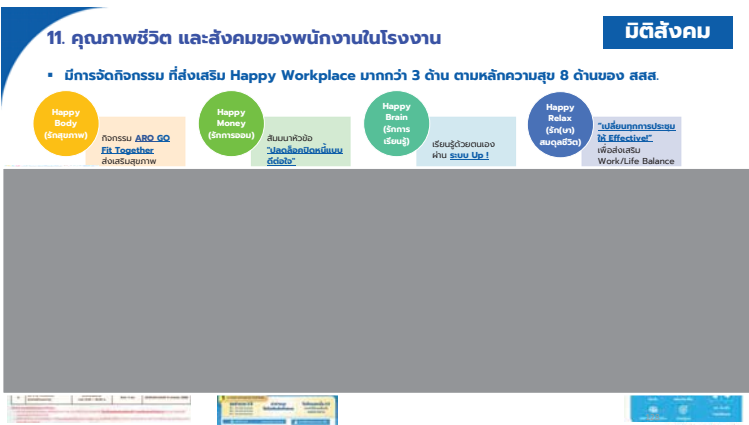 มิติสังคม
11. คุณภาพชีวิต และสังคมของพนักงานในโรงงาน
▪ มีการจัดกิจกรรม ที่ส่งเสริม Happy Workplace มากกว่า 3 ด้าน ตามหลักความสุข 8 ด้านของ สสส.
Happy
Body
(รักสุขภาพ)
กิจกรรม ARO GO
Fit Together
ส่งเสริมสุขภาพ
Happy
Money
(รักการออม)
สัมมนาหัวข้อ
"ปลดล็อคปิดหนี้แบบ
ดีต่อใจ"
Happy
Brain
(รักการ
เรียนรู้)
เรียนรู้ด้วยตนเอง
ผ่าน ระบบ Up !
Happy
Relax
(รัก(ษา)
สมดุลชีวิต)
"เปลี่ยนทุกการประชุม
ให้ Effective!"
เพื่อส่งเสริม
Work/Life Balance